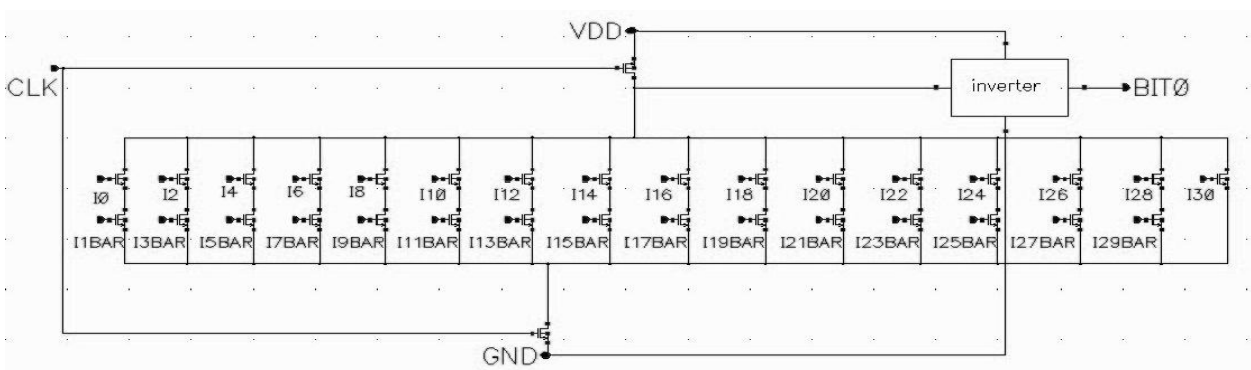 VDD
CLK
inverter
BITØ
IØ I2 I4 I6 I8 I1Ø I12 I14 I16 I18 I2Ø I22 I24 I26 I28 I3Ø
I1BAR I3BAR I5BAR I7BAR I9BAR I11BAR I13BAR I15BAR I17BAR I19BAR I21BAR I23BAR I25BAR I27BAR I29BAR
GND